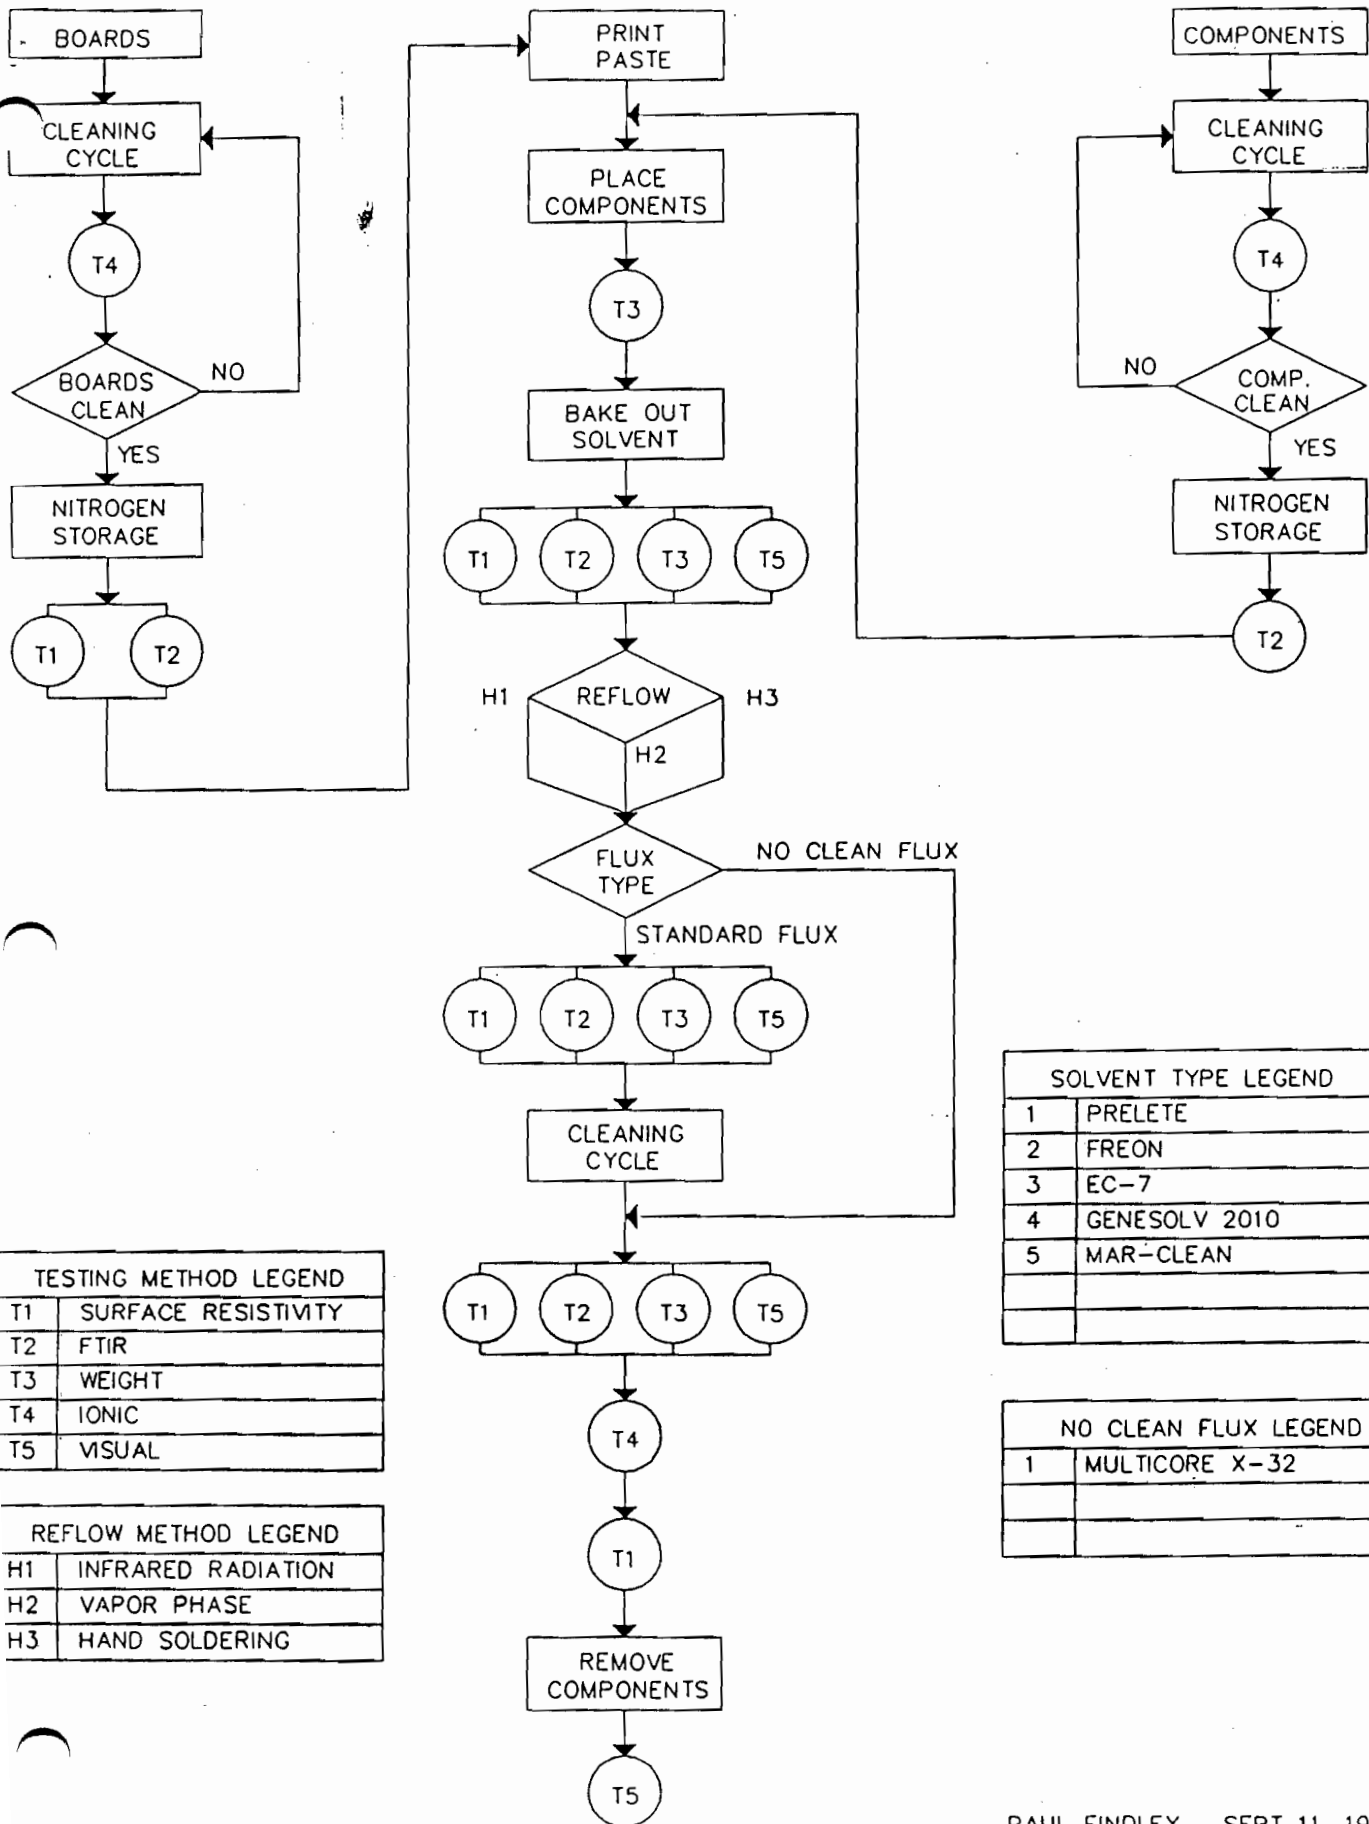 BOARDS
CLEANING
CYCLE
T4
BOARDS
CLEAN
NO
YES
NITROGEN
STORAGE
T1 T2
PRINT
PASTE
PLACE
COMPONENTS
T3
BAKE OUT
SOLVENT
T1 T2 T3 T5
H1 REFLOW H3
H2
FLUX
TYPE
NO CLEAN FLUX
STANDARD FLUX
T1 T2 T3 T5
CLEANING
CYCLE
T1 T2 T3 T5
T4
T1
REMOVE
COMPONENTS
T5
COMPONENTS
CLEANING
CYCLE
T4
NO
COMP.
CLEAN
YES
NITROGEN
STORAGE
T2
TESTING METHOD LEGEND
T1 SURFACE RESISTIVITY
T2 FTIR
T3 WEIGHT
T4 IONIC
T5 VISUAL
REFLOW METHOD LEGEND
H1 INFRARED RADIATION
H2 VAPOR PHASE
H3 HAND SOLDERING
SOLVENT TYPE LEGEND
1 PRELETE
2 FREON
3 EC-7
4 GENESOLV 2010
5 MAR-CLEAN
NO CLEAN FLUX LEGEND
1 MULTICORE X-32
PAUL FINDLEY SEPT 11, 19